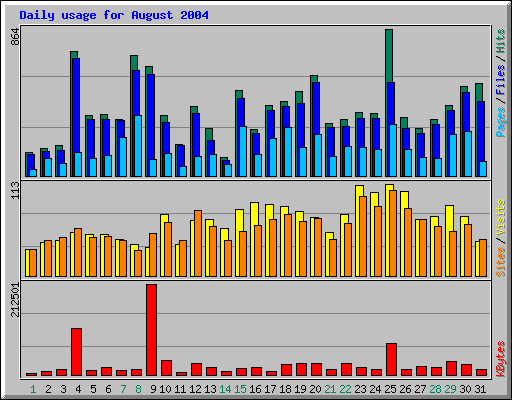 Daily usage for August 2004
864
Pages / Files / Hits
113
Sites / Visits
212501
KBytes
1 2 3 4 5 6 7 8 9 10 11 12 13 14 15 16 17 18 19 20 21 22 23 24 25 26 27 28 29 30 31